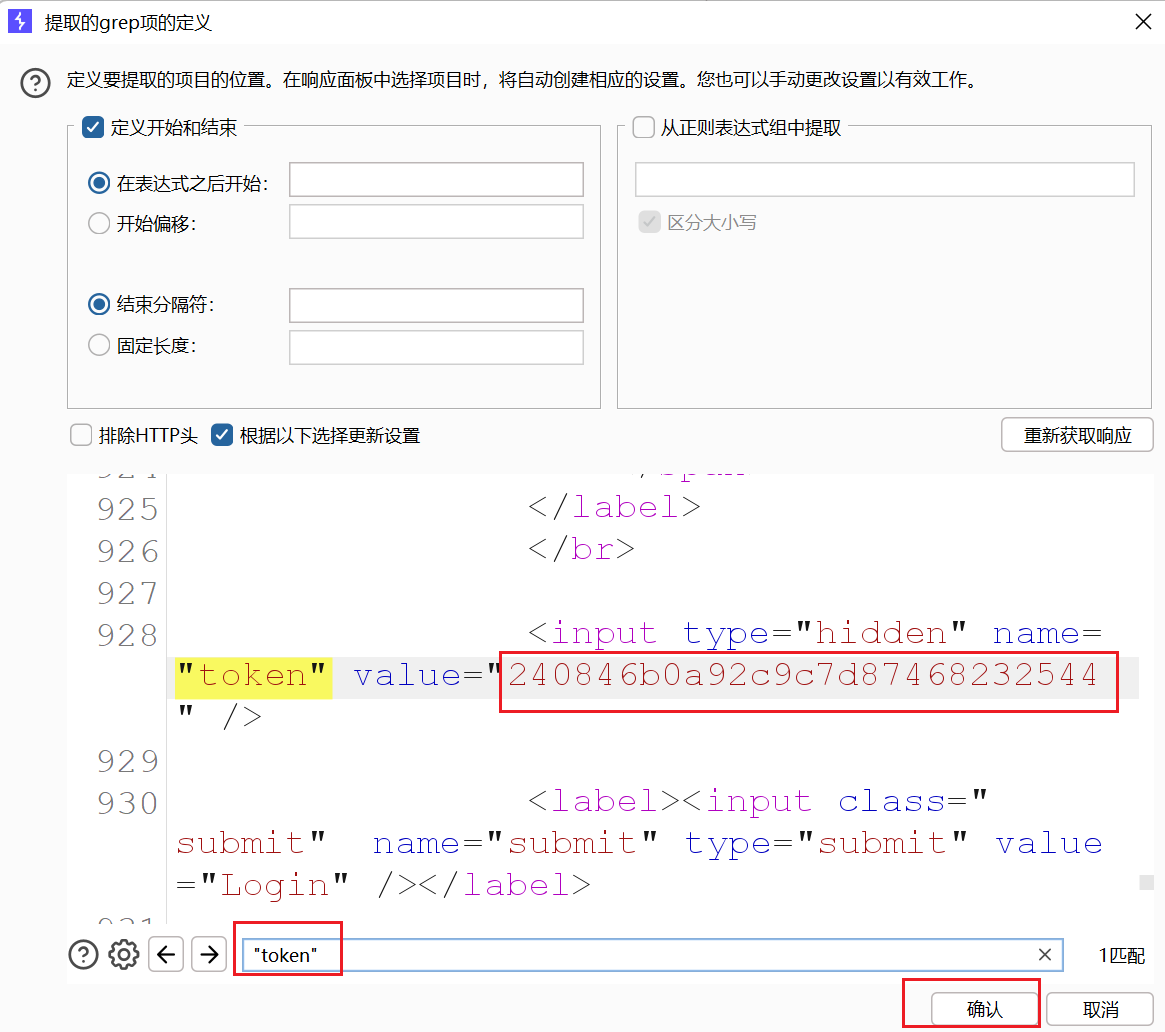 提取的grep项的定义
定义要提取的项目的位置。在响应面板中选择项目时，将自动创建相应的设置。您也可以手动更改设置以有效工作。
定义开始和结束
从正则表达式组中提取
在表达式之后开始：
开始偏移：
区分大小写
结束分隔符：
固定长度：
排除HTTP头 根据以下选择更新设置
重新获取响应
924 </span
925 </label>
926 </br>
927
928 <input type="hidden" name=
"token" value="240846b0a92c9c7d87468232544
" />
929
930 <label><input class="
submit"  name="submit" type="submit" value
="Login" /></label>
931
"token"
1匹配
确认
取消